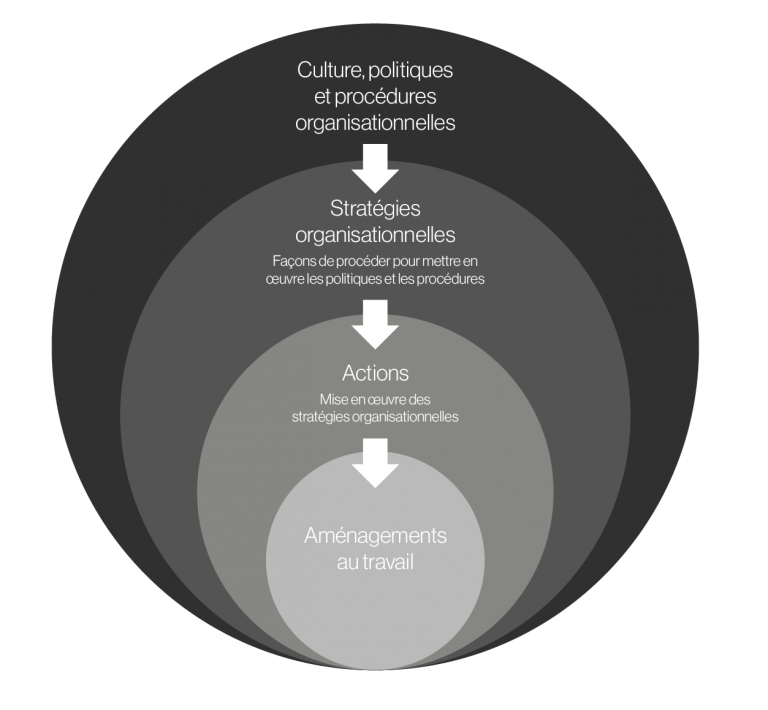 Culture, politiques
et procédures
organisationnelles
Stratégies
organisationnelles
Façons de procéder pour mettre en
œuvre les politiques et les procédures
Actions
Mise en œuvre des
stratégies organisationnelles
Aménagements
au travail